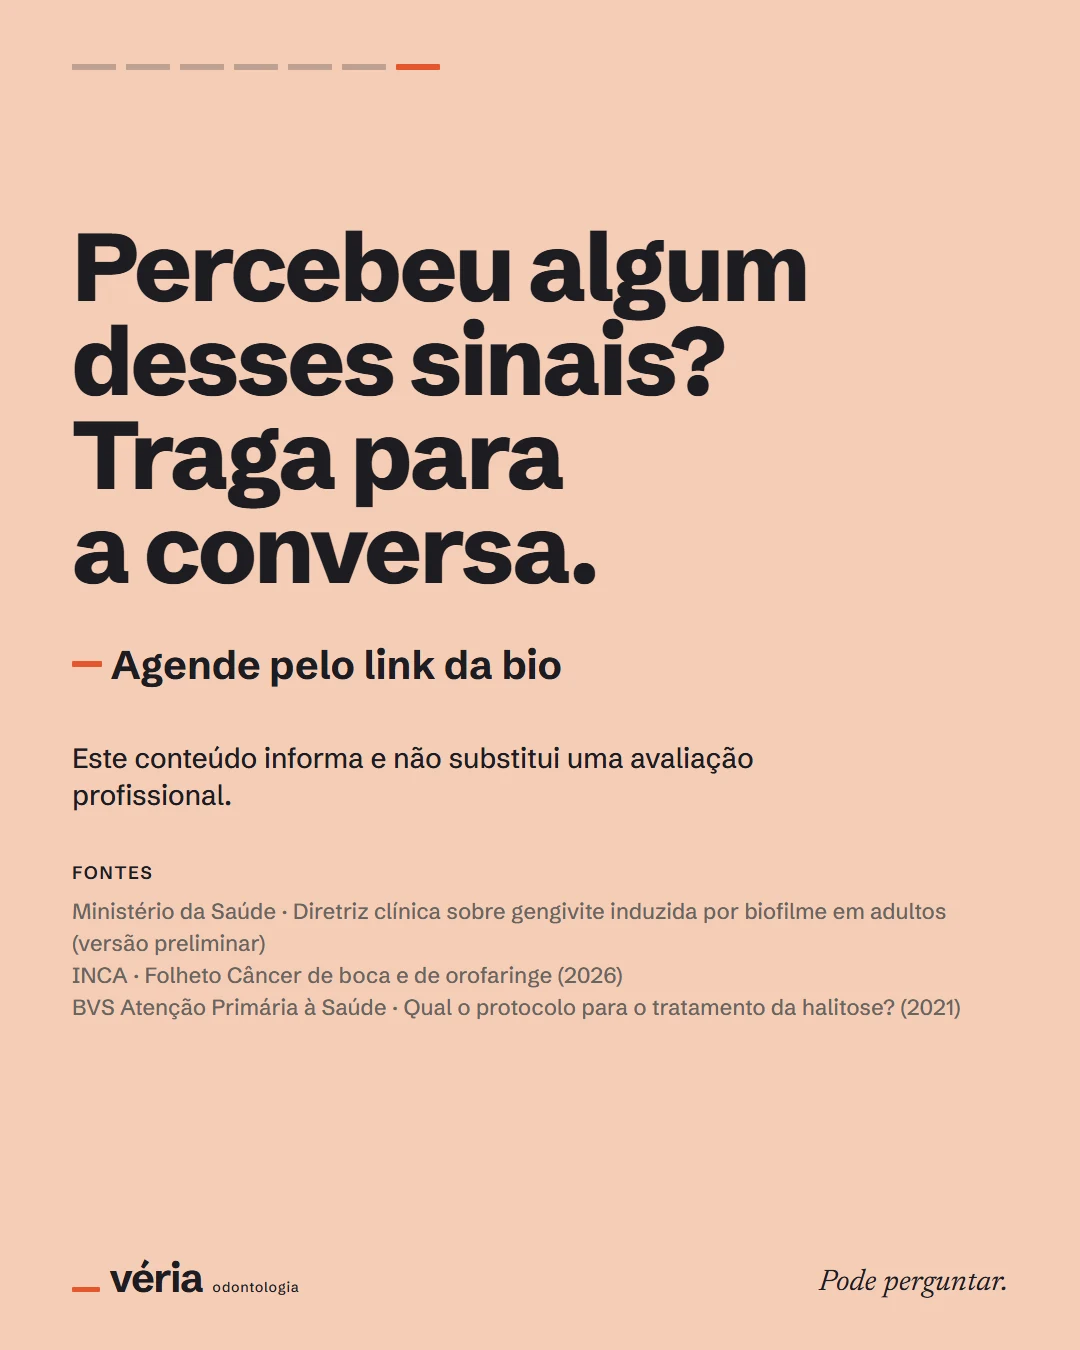 Percebeu algum
desses sinais?
Traga para
a conversa.
Agende pelo link da bio
Este conteúdo informa e não substitui uma avaliação
profissional.
FONTES
Ministério da Saúde · Diretriz clínica sobre gengivite induzida por biofilme em adultos
(versão preliminar)
INCA · Folheto Câncer de boca e de orofaringe (2026)
BVS Atenção Primária à Saúde · Qual o protocolo para o tratamento da halitose? (2021)
véria odontologia
Pode perguntar.